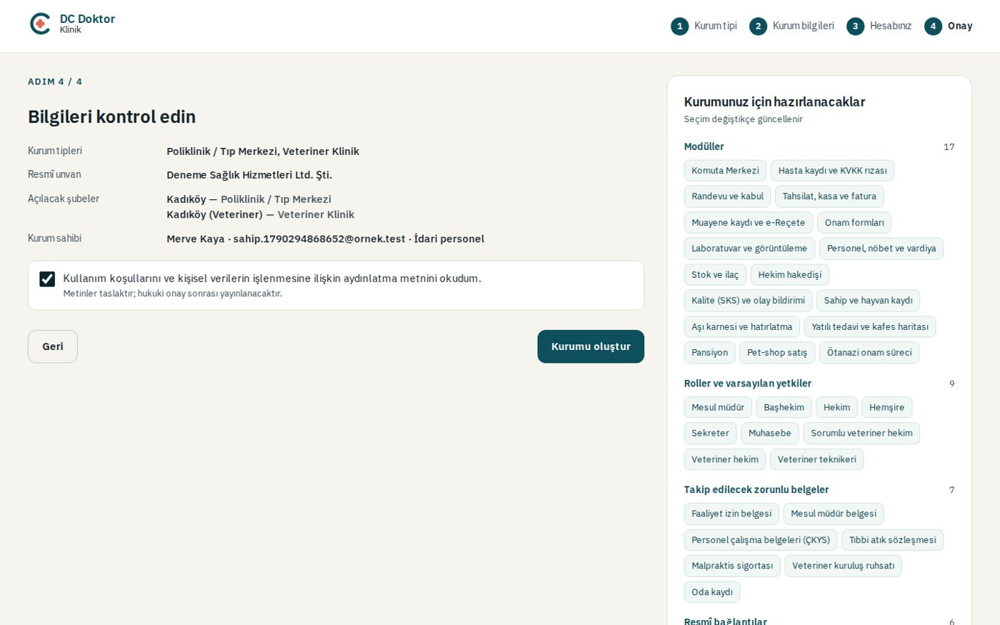 DC Doktor
Klinik
1 Kurum tipi 2 Kurum bilgileri 3 Hesabınız 4 Onay
ADIM 4 / 4
Bilgileri kontrol edin
Kurum tipleri Poliklinik / Tıp Merkezi, Veteriner Klinik
Resmî unvan Deneme Sağlık Hizmetleri Ltd. Şti.
Açılacak şubeler Kadıköy — Poliklinik / Tıp Merkezi
Kadıköy (Veteriner) — Veteriner Klinik
Kurum sahibi Merve Kaya · sahip.1790294868652@ornek.test · İdari personel
Kullanım koşullarını ve kişisel verilerin işlenmesine ilişkin aydınlatma metnini okudum.
Metinler taslaktır; hukuki onay sonrası yayınlanacaktır.
Geri Kurumu oluştur
Kurumunuz için hazırlanacaklar
Seçim değiştikçe güncellenir
Modüller 17
Komuta Merkezi Hasta kaydı ve KVKK rızası
Randevu ve kabul Tahsilat, kasa ve fatura
Muayene kaydı ve e-Reçete Onam formları
Laboratuvar ve görüntüleme Personel, nöbet ve vardiya
Stok ve ilaç Hekim hakedişi
Kalite (SKS) ve olay bildirimi Sahip ve hayvan kaydı
Aşı karnesi ve hatırlatma Yatılı tedavi ve kafes haritası
Pansiyon Pet-shop satış Ötanazi onam süreci
Roller ve varsayılan yetkiler 9
Mesul müdür Başhekim Hekim Hemşire
Sekreter Muhasebe Sorumlu veteriner hekim
Veteriner hekim Veteriner teknikeri
Takip edilecek zorunlu belgeler 7
Faaliyet izin belgesi Mesul müdür belgesi
Personel çalışma belgeleri (ÇKYS) Tıbbi atık sözleşmesi
Malpraktis sigortası Veteriner kuruluş ruhsatı
Oda kaydı
Resmî bağlantılar 6